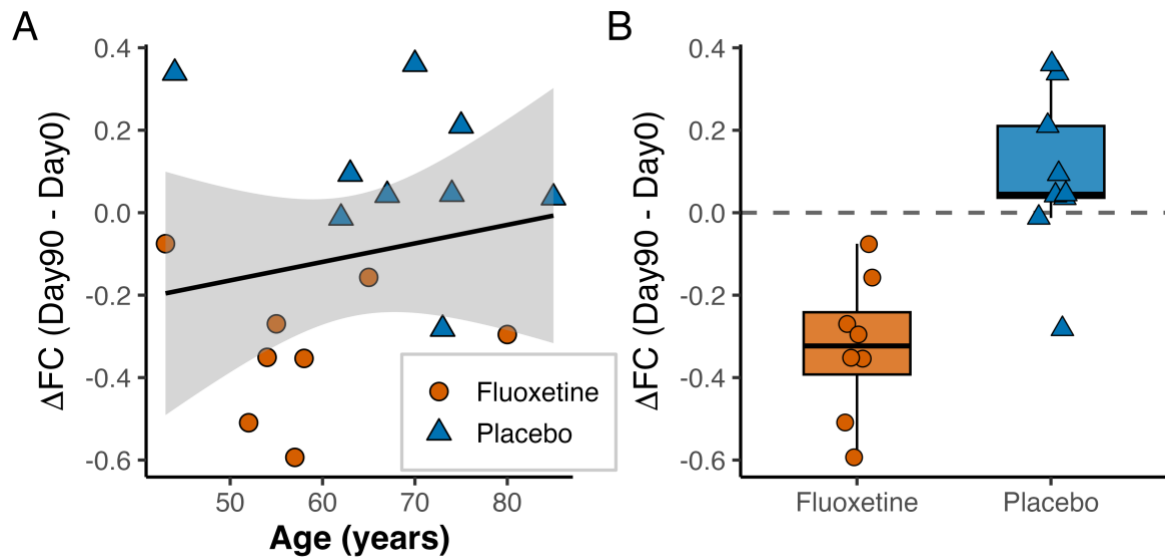 A
ΔFC (Day90 - Day0)
0.4
0.2
0.0
-0.2
-0.4
-0.6
50 60 70 80
Age (years)
Fluoxetine
Placebo
B
ΔFC (Day90 - Day0)
0.4
0.2
0.0
-0.2
-0.4
-0.6
Fluoxetine Placebo